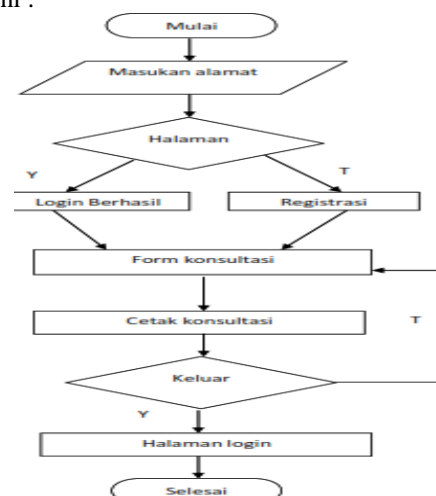 Mulai
Masukan alamat
Halaman
Y
T
Login Berhasil
Registrasi
Form konsultasi
Cetak konsultasi
T
Keluar
Y
Halaman login
Selesai